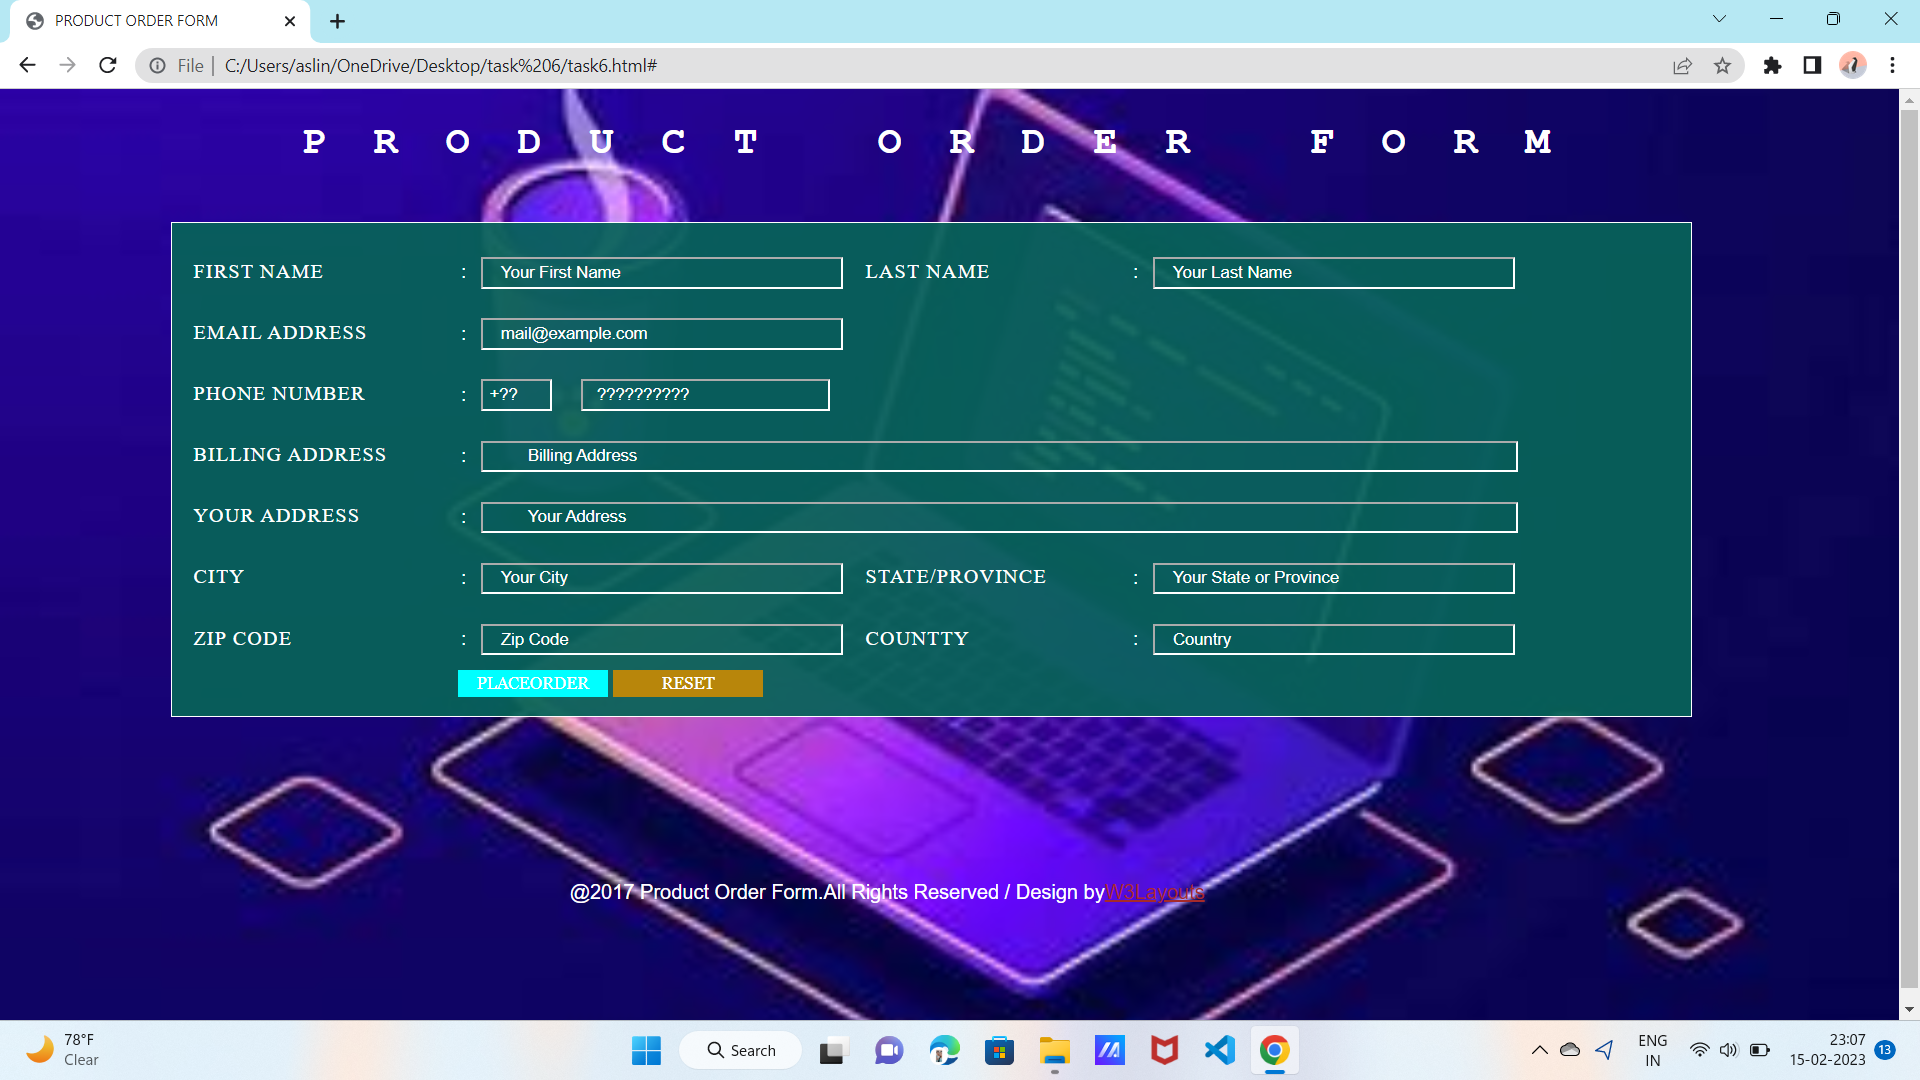 PRODUCT ORDER FORM
File | C:/Users/aslin/OneDrive/Desktop/task%206/task6.html#
PRODUCT ORDER FORM
FIRST NAME : Your First Name LAST NAME : Your Last Name
EMAIL ADDRESS : mail@example.com
PHONE NUMBER : +?? ??????????
BILLING ADDRESS : Billing Address
YOUR ADDRESS : Your Address
CITY : Your City STATE/PROVINCE : Your State or Province
ZIP CODE : Zip Code COUNTTY : Country
PLACEORDER RESET
@2017 Product Order Form.All Rights Reserved / Design byW3Layouts
78°F
Clear
Search
ENG
IN
23:07
15-02-2023
13